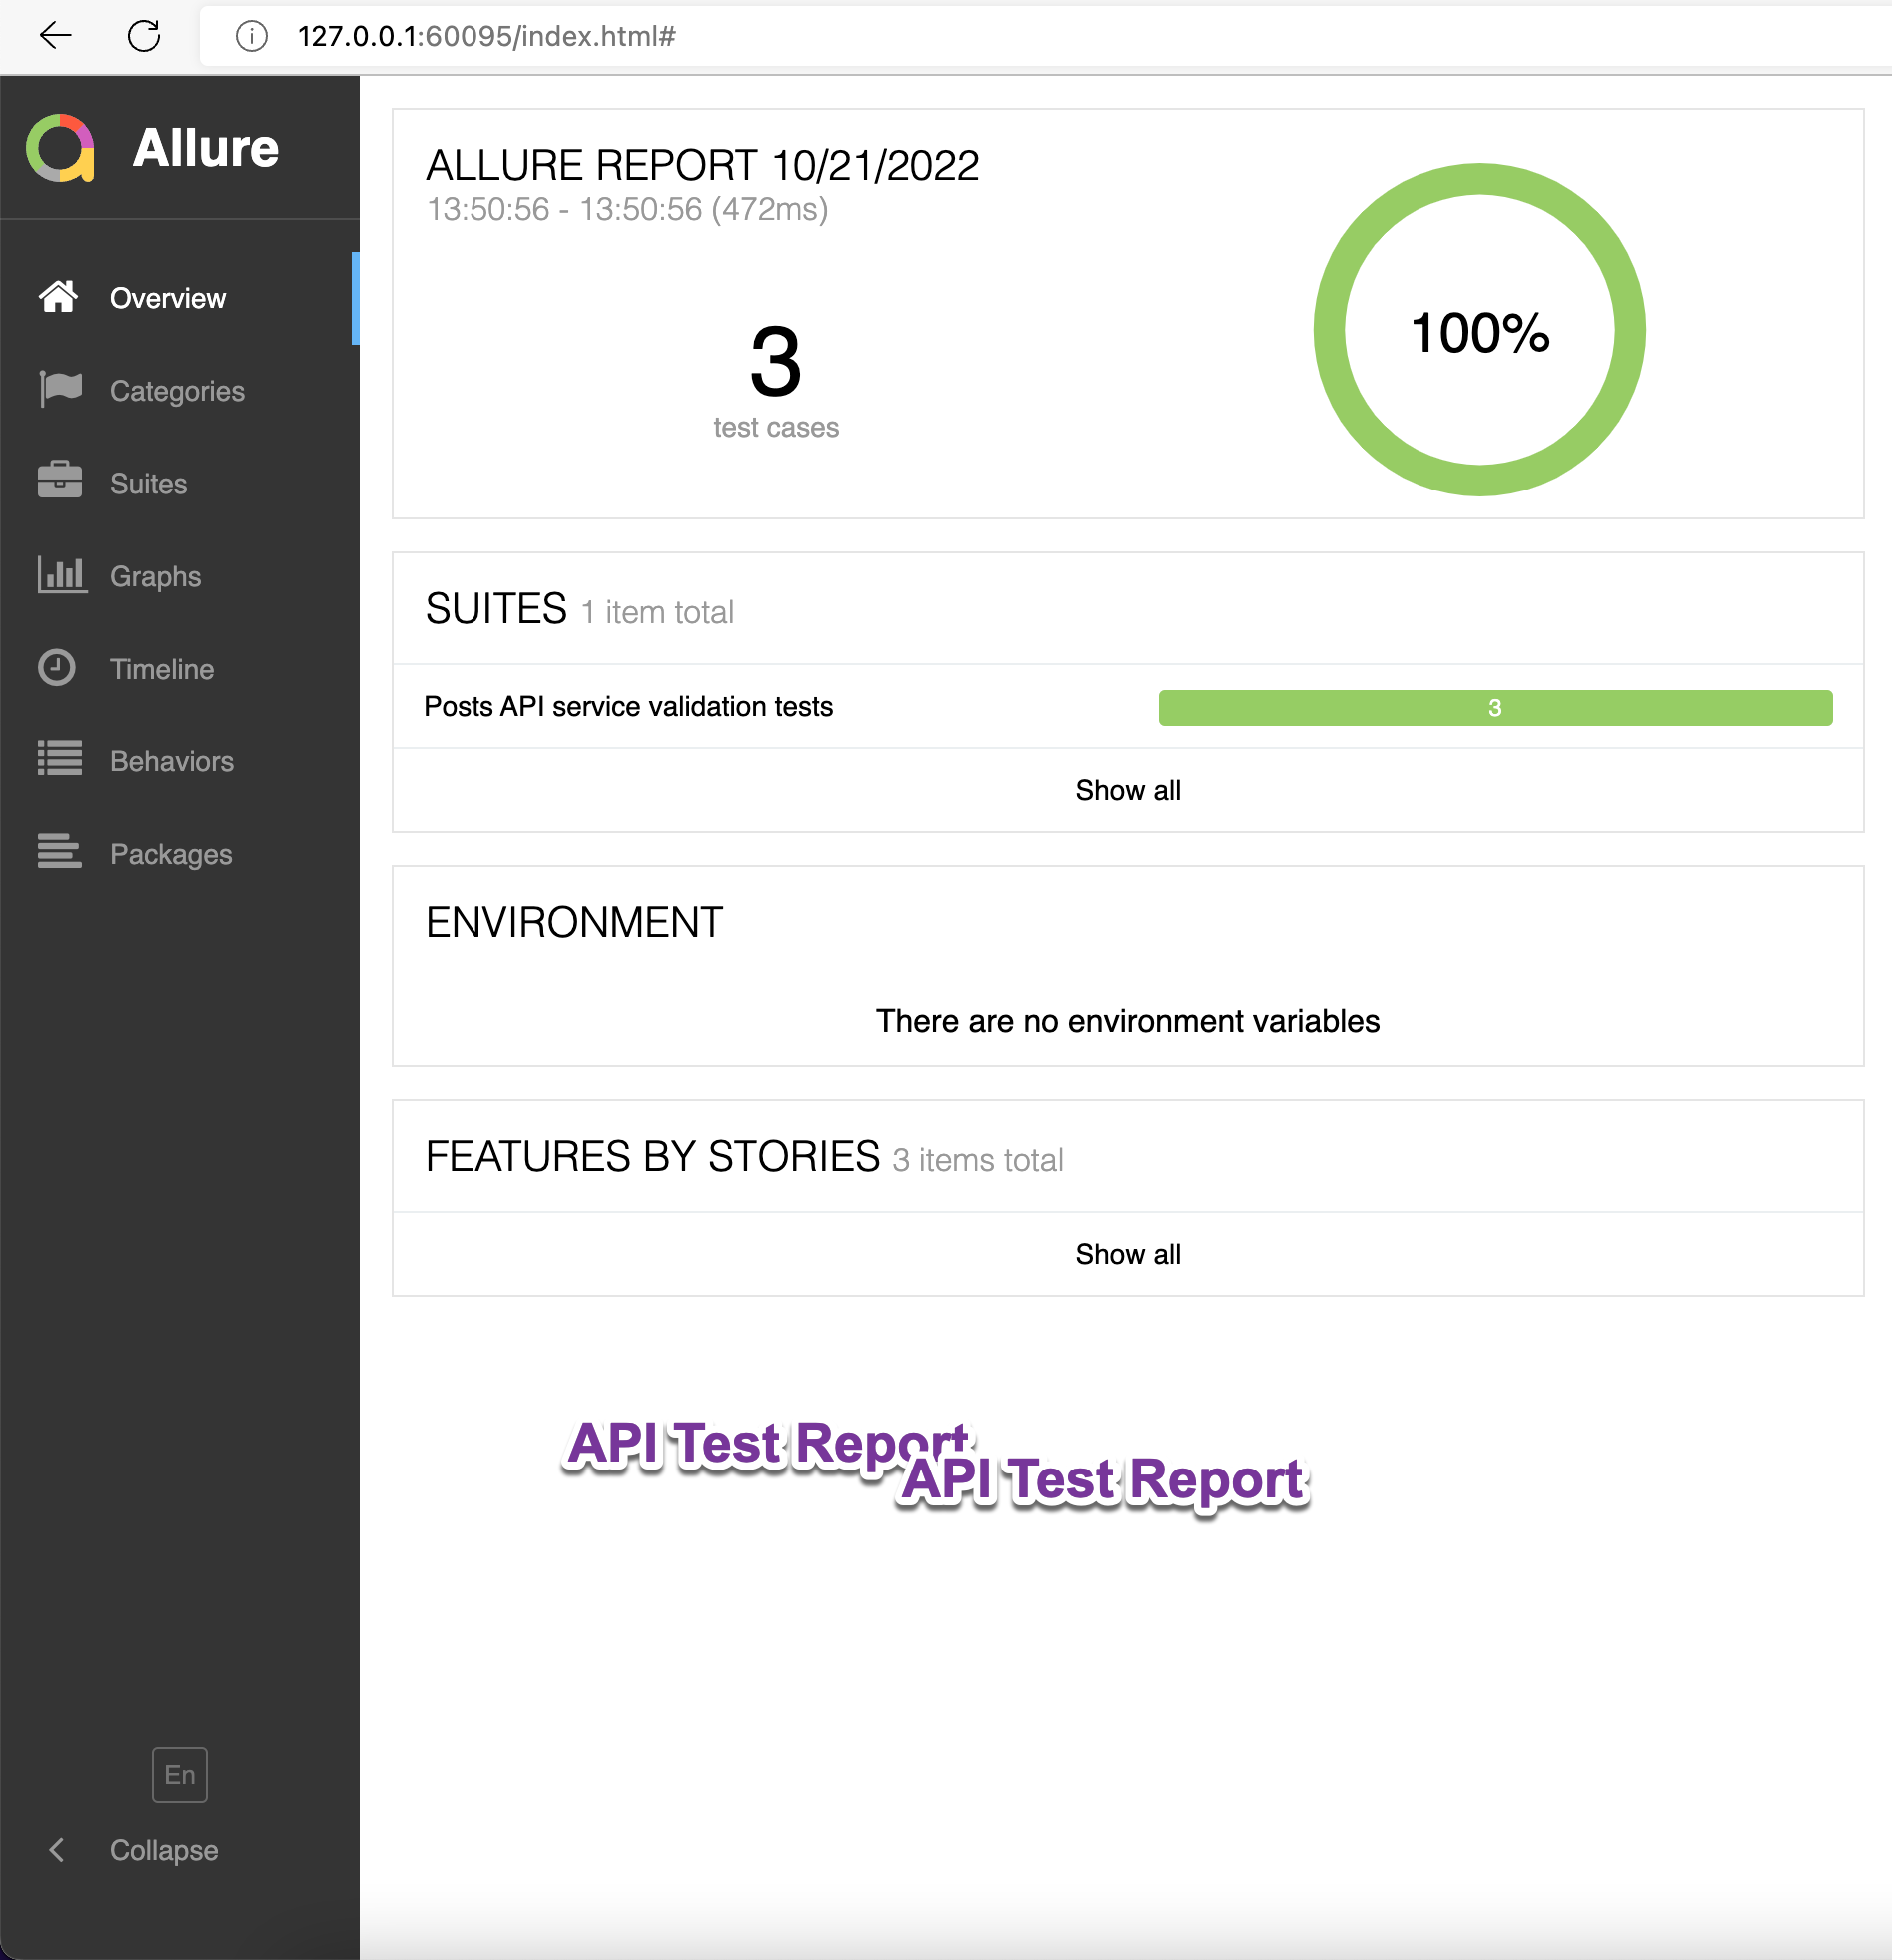 127.0.0.1:60095/index.html#
Allure
Overview
Categories
Suites
Graphs
Timeline
Behaviors
Packages
En
Collapse
ALLURE REPORT 10/21/2022
13:50:56 - 13:50:56 (472ms)
3
test cases
100%
SUITES 1 item total
Posts API service validation tests 3
Show all
ENVIRONMENT
There are no environment variables
FEATURES BY STORIES 3 items total
Show all
API Test Report
API Test Report